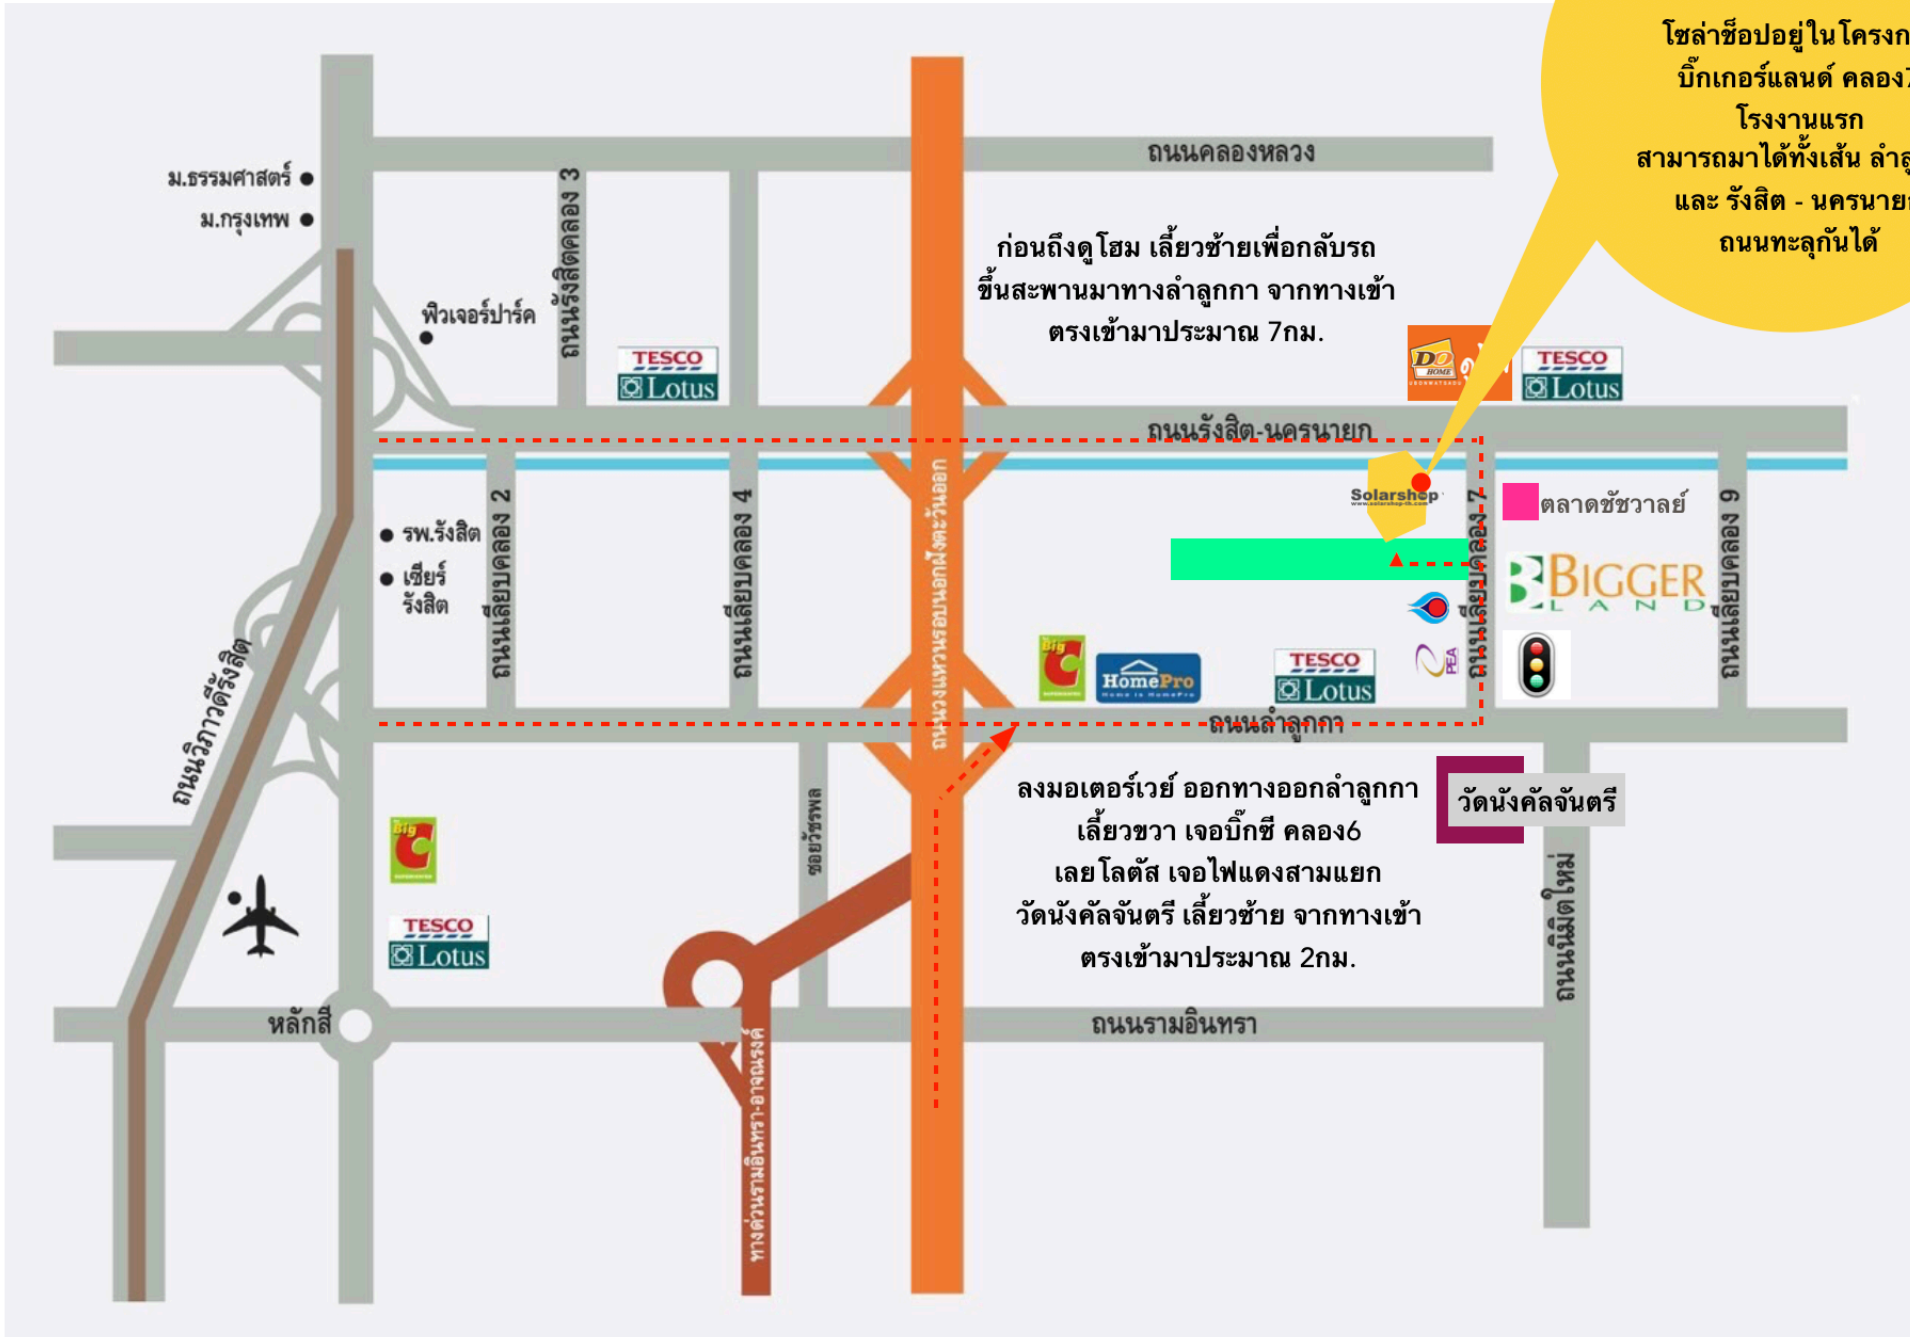 โซล่าช็อปอยู่ในโครงก
บิ๊กเกอร์แลนด์ คลอง7
โรงงานแรก
สามารถมาได้ทั้งเส้น ลำลู
และ รังสิต - นครนาย
ถนนทะลุกันได้
ถนนคลองหลวง
ม.ธรรมศาสตร์
ม.กรุงเทพ
ถนนรังสิตคลอง 3
ก่อนถึงดูโฮม เลี้ยวซ้ายเพื่อกลับรถ
ขึ้นสะพานมาทางลำลูกกา จากทางเข้า
ตรงเข้ามาประมาณ 7กม.
ฟิวเจอร์ปาร์ค
TESCO
Lotus
DO
HOME
TESCO
Lotus
ถนนรังสิต-นครนายก
ถนนวงแหวนรอบนอกฝั่งตะวันออก
Solarshop
www.solarshop-th.com
ตลาดชัชวาลย์
รพ.รังสิต
เซียร์
รังสิต
ถนนเลียบคลอง 2
ถนนเลียบคลอง 4
ถนนเลียบคลอง 7
ถนนเลียบคลอง 9
BIGGER
LAND
PEA
Big
C
HomePro
Home is HomePro
TESCO
Lotus
ถนนวิภาวดีรังสิต
ถนนลำลูกกา
ลงมอเตอร์เวย์ ออกทางออกลำลูกกา
เลี้ยวขวา เจอบิ๊กซี คลอง6
เลยโลตัส เจอไฟแดงสามแยก
วัดนังคัลจันตรี เลี้ยวซ้าย จากทางเข้า
ตรงเข้ามาประมาณ 2กม.
วัดนังคัลจันตรี
ซอยวัชรพล
Big
C
TESCO
Lotus
ถนนนิมิตใหม่
หลักสี่
ถนนรามอินทรา
ทางด่วนรามอินทรา-อาจณรงค์